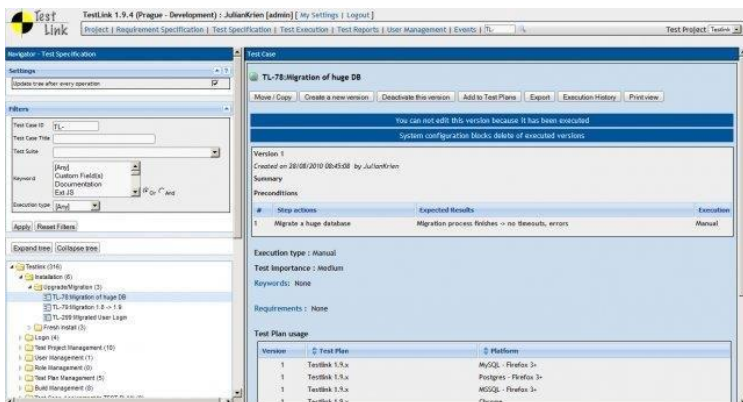 Test Link
TestLink 1.9.4 (Prague - Development) : JulianKrien [admin] [ My Settings | Logout ]
Project | Requirement Specification | Test Specification | Test Execution | Test Reports | User Management | Events | TL-
Test Project Testlink
Navigator - Test Specification
Settings
Update tree after every operation
Filters
Test Case ID TL-
Test Case Title
Test Suite
Keyword
[Any]
Custom Field(s)
Documentation
Ext JS
Or And
Execution type [Any]
Apply Reset Filters
Expand tree Collapse tree
Testlink (316)
Installation (6)
Upgrade/Migration (3)
TL-78:Migration of huge DB
TL-79:Migration 1.8 -> 1.9
TL-299:Migrated User Login
Fresh Install (3)
Login (4)
Test Project Management (10)
User Management (1)
Role Management (0)
Test Plan Management (5)
Build Management (8)
Test Case
TL-78:Migration of huge DB
Move / Copy Create a new version Deactivate this version Add to Test Plans Export Execution History Print view
You can not edit this version because it has been executed
System configuration blocks delete of executed versions
Version 1
Created on 28/08/2010 08:45:08 by JulianKrien
Summary
Preconditions
# Step actions Expected Results Execution
1 Migrate a huge database Migration process finishes -> no timeouts, errors Manual
Execution type : Manual
Test importance : Medium
Keywords: None
Requirements : None
Test Plan usage
Version Test Plan Platform
1 Testlink 1.9.x MySQL - Firefox 3+
1 Testlink 1.9.x Postgres - Firefox 3+
1 Testlink 1.9.x MSSQL - Firefox 3+
1 Testlink 1.9.x Chrome